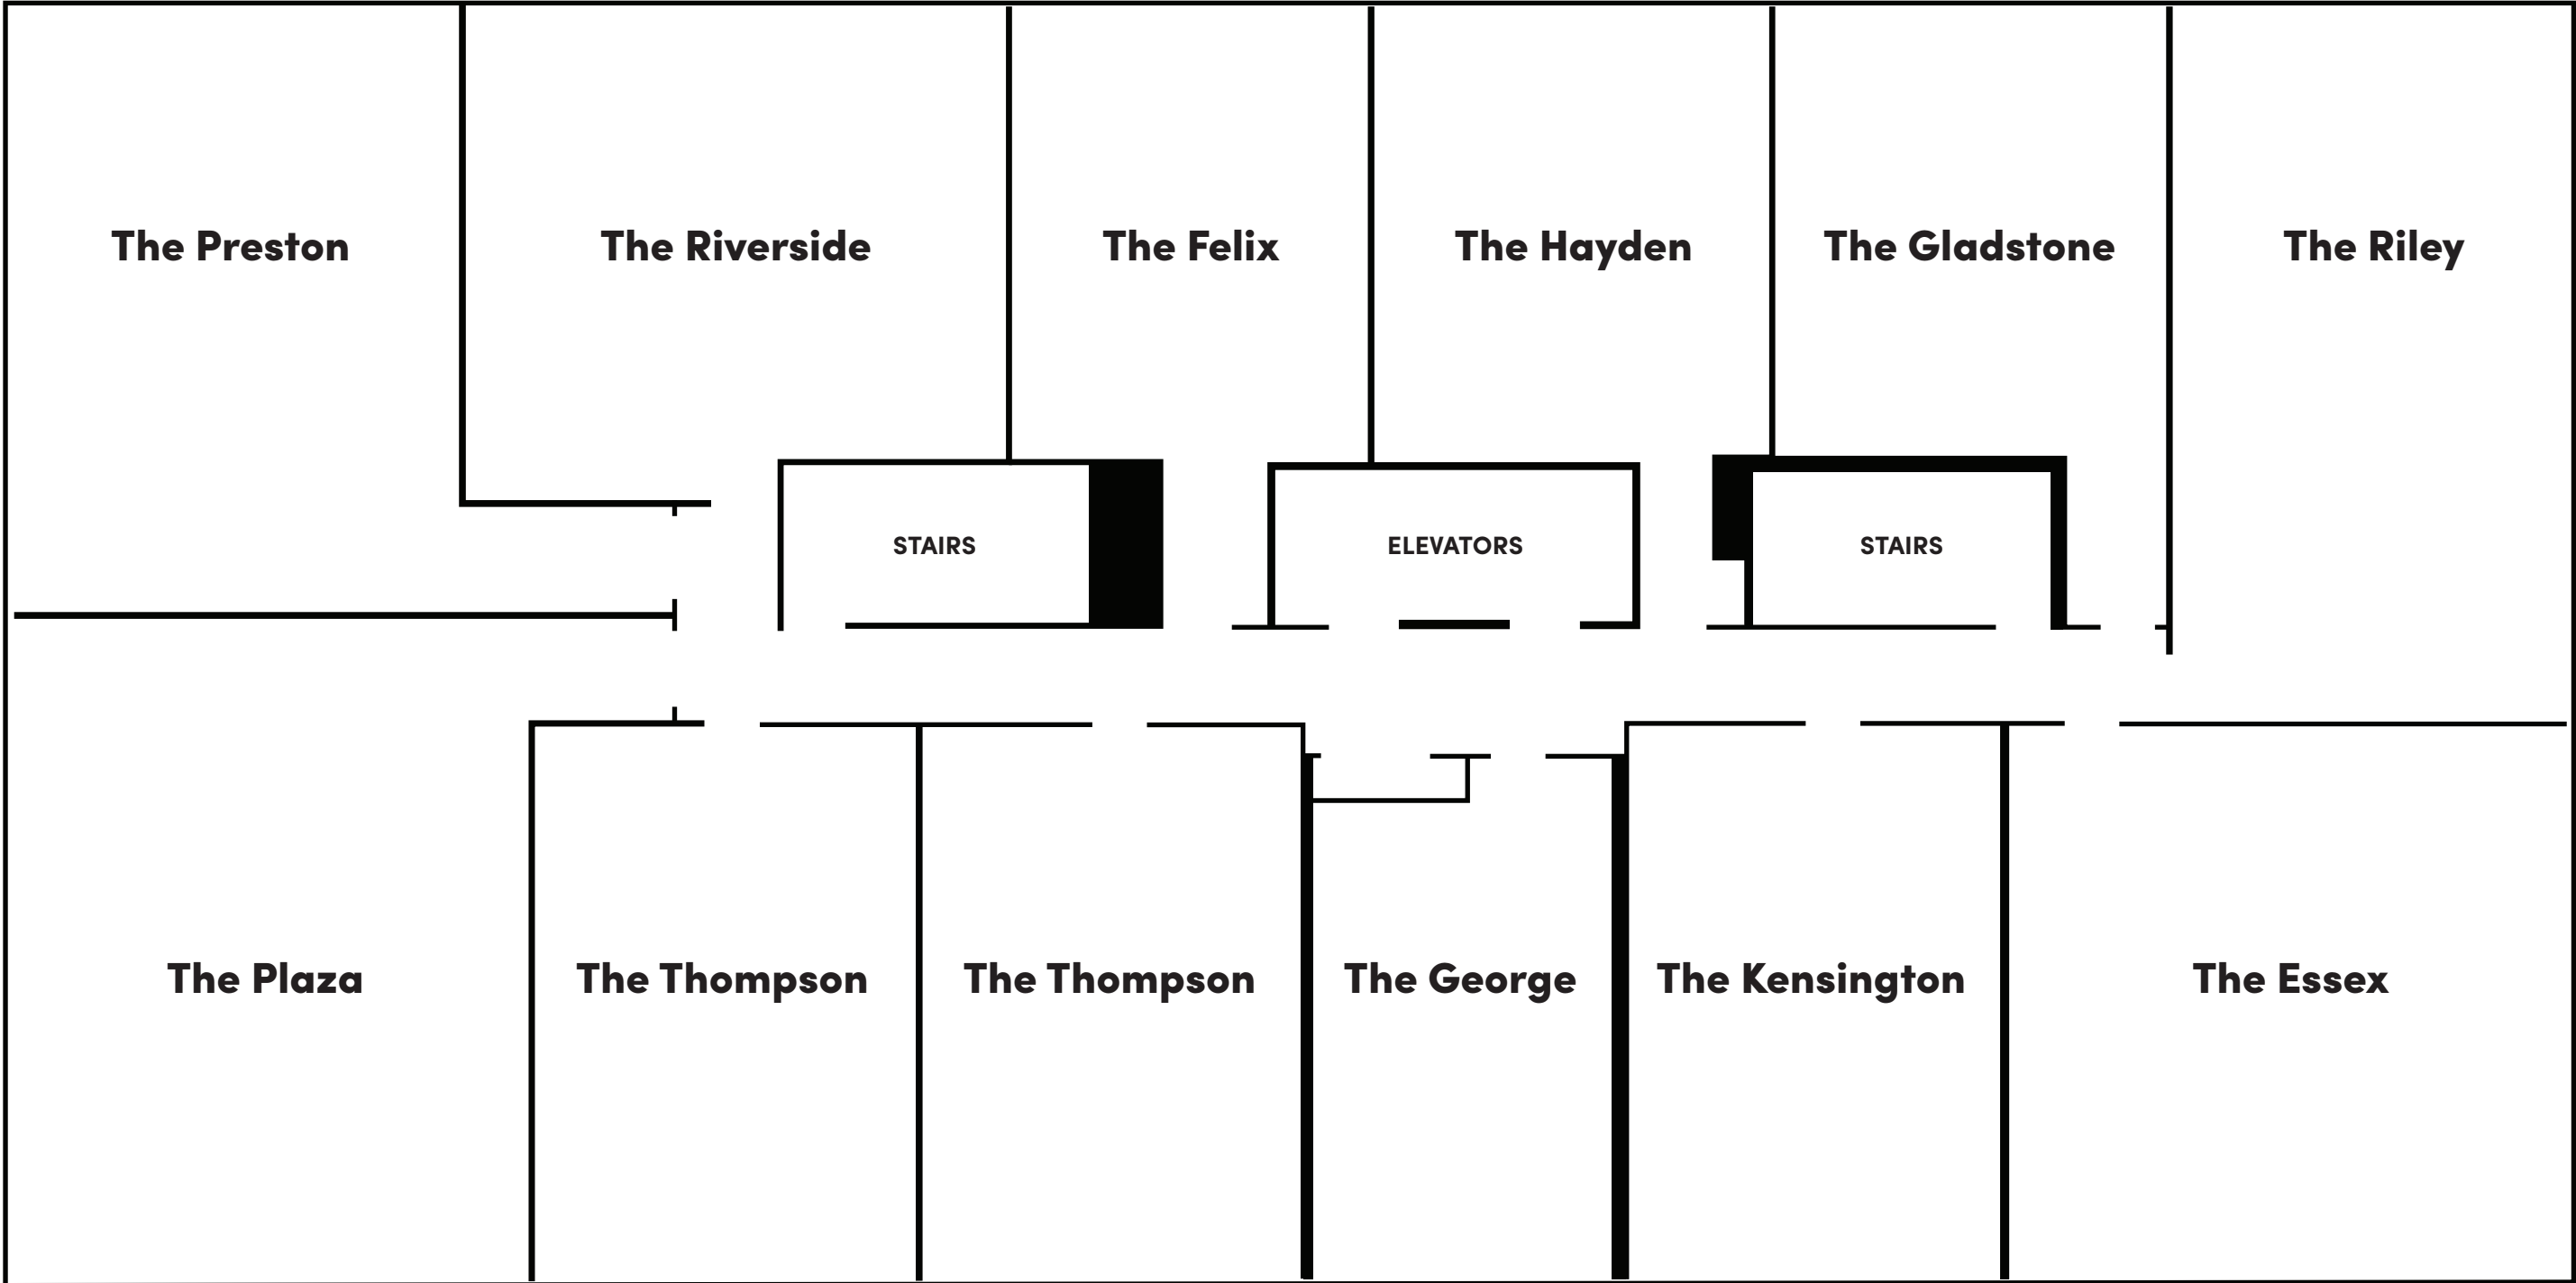 The Preston
The Riverside
The Felix
The Hayden
The Gladstone
The Riley
STAIRS
ELEVATORS
STAIRS
The Plaza
The Thompson
The Thompson
The George
The Kensington
The Essex